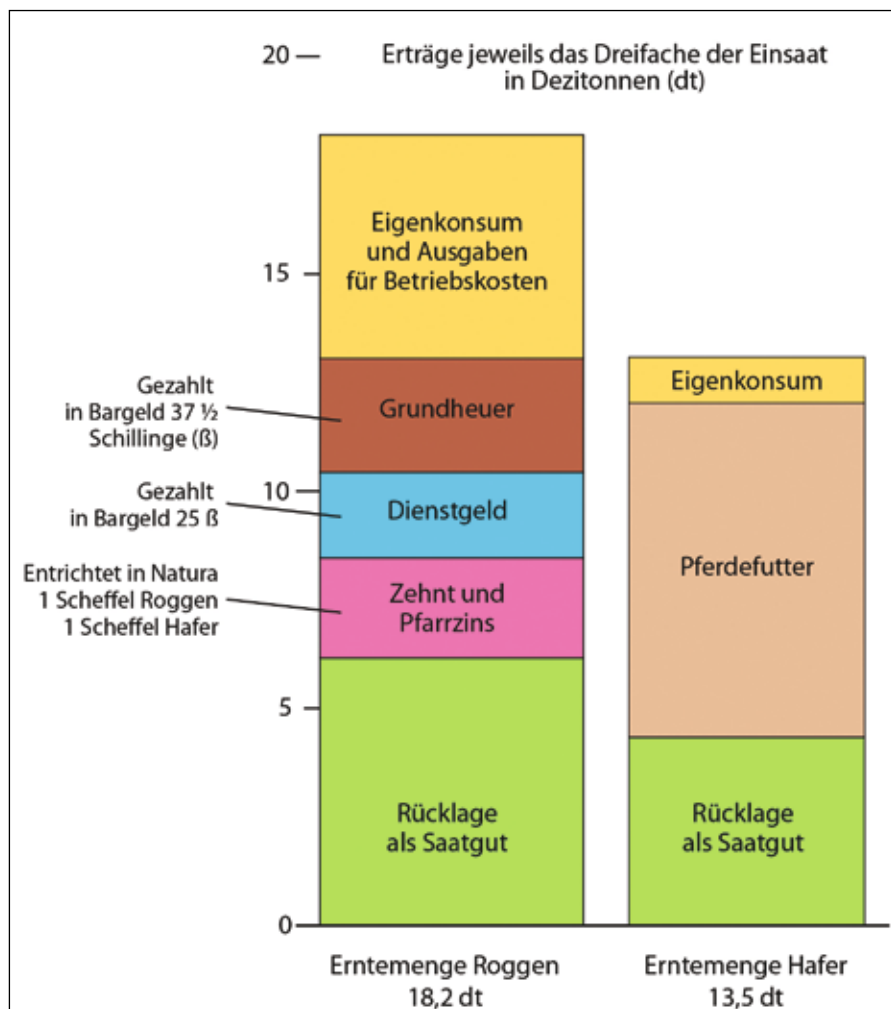 20
Erträge jeweils das Dreifache der Einsaat
in Dezitonnen (dt)
Eigenkonsum
und Ausgaben
für Betriebskosten
15
Eigenkonsum
Gezahlt
in Bargeld 37 ½
Schillinge (ß)
Grundheuer
10
Gezahlt
in Bargeld 25 ß
Dienstgeld
Pferdefutter
Entrichtet in Natura
1 Scheffel Roggen
1 Scheffel Hafer
Zehnt und
Pfarrzins
5
Rücklage
als Saatgut
Rücklage
als Saatgut
0
Erntemenge Roggen
18,2 dt
Erntemenge Hafer
13,5 dt